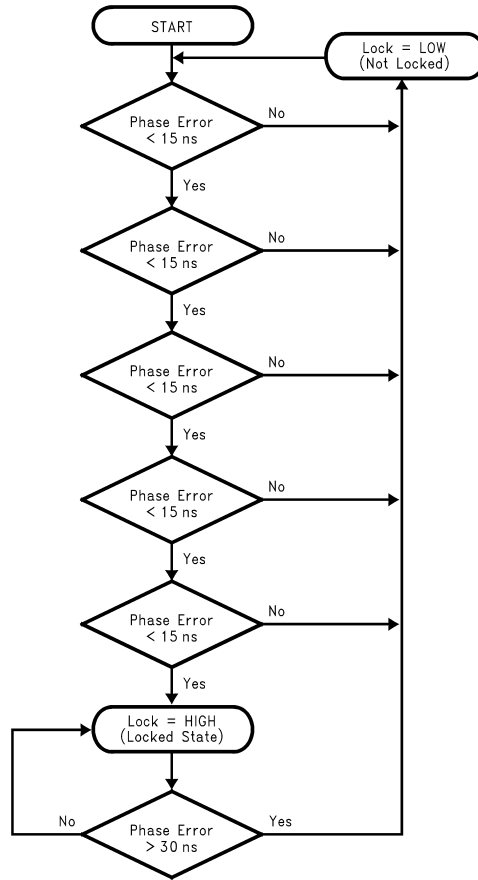 START
Lock = LOW
(Not Locked)
Phase Error
< 15 ns
No
Yes
Phase Error
< 15 ns
No
Yes
Phase Error
< 15 ns
No
Yes
Phase Error
< 15 ns
No
Yes
Phase Error
< 15 ns
No
Yes
Lock = HIGH
(Locked State)
No
Phase Error
> 30 ns
Yes